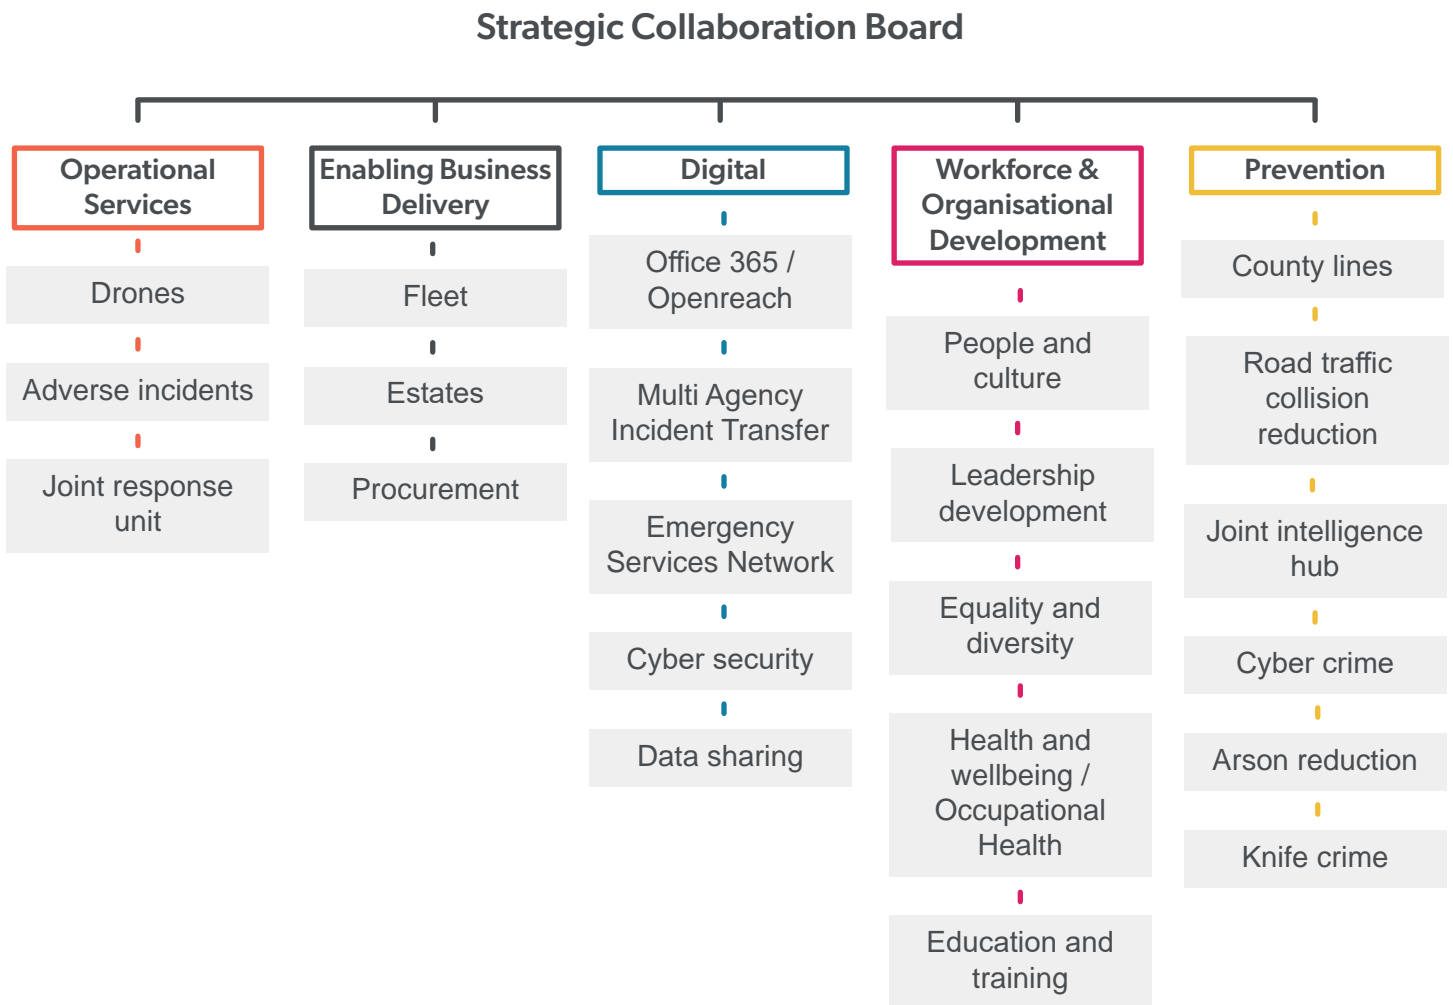 Strategic Collaboration Board
Operational
Services
Drones
Adverse incidents
Joint response
unit
Enabling Business
Delivery
Fleet
Estates
Procurement
Digital
Office 365 /
Openreach
Multi Agency
Incident Transfer
Emergency
Services Network
Cyber security
Data sharing
Workforce &
Organisational
Development
People and
culture
Leadership
development
Equality and
diversity
Health and
wellbeing /
Occupational
Health
Education and
training
Prevention
County lines
Road traffic
collision
reduction
Joint intelligence
hub
Cyber crime
Arson reduction
Knife crime